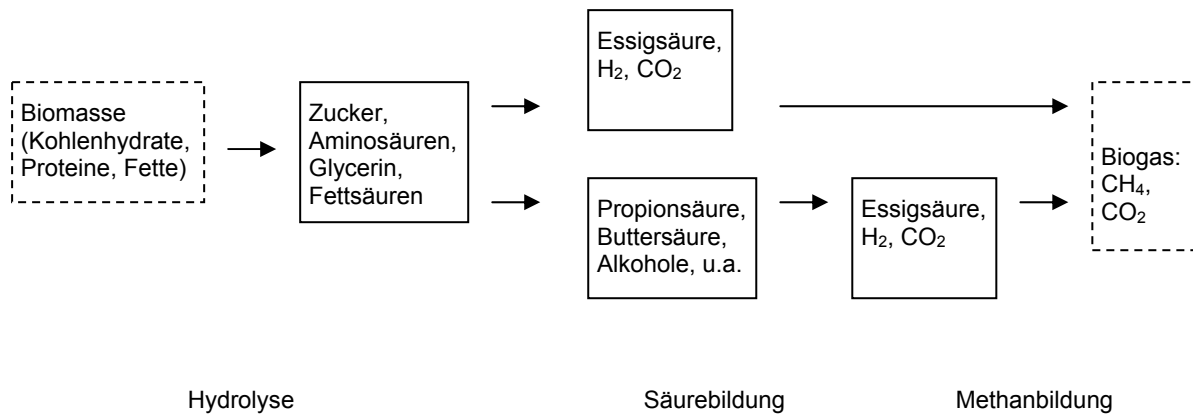 Biomasse
(Kohlenhydrate,
Proteine, Fette)
Zucker,
Aminosäuren,
Glycerin,
Fettsäuren
Essigsäure,
H₂, CO₂
Propionsäure,
Buttersäure,
Alkohole, u.a.
Essigsäure,
H₂, CO₂
Biogas:
CH₄,
CO₂
Hydrolyse
Säurebildung
Methanbildung